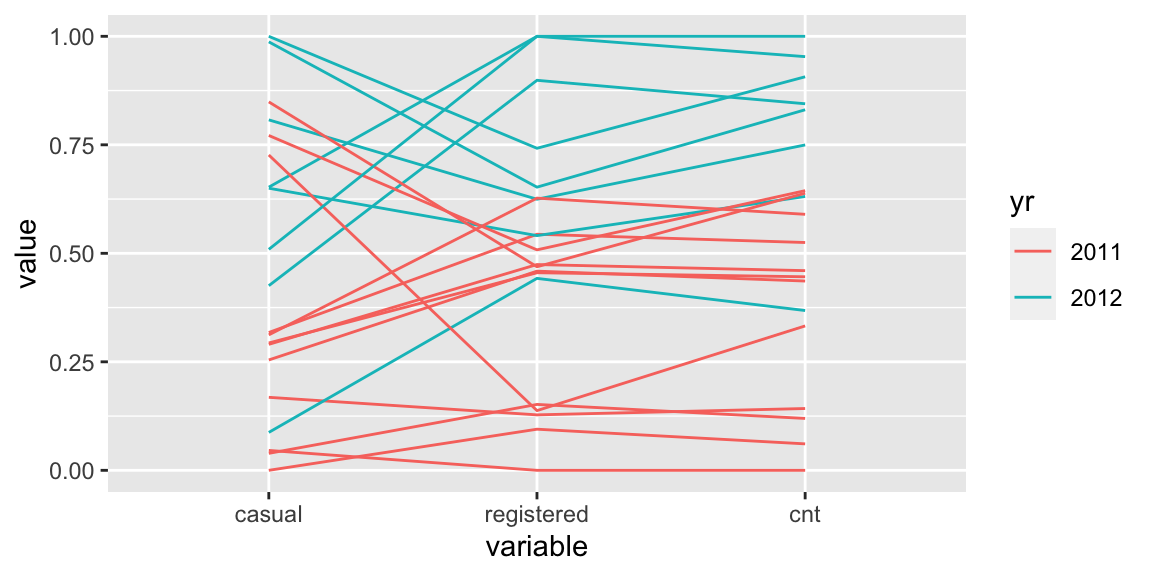 1.00
0.75
0.50
0.25
0.00
value
casual
registered
cnt
variable
yr
2011
2012